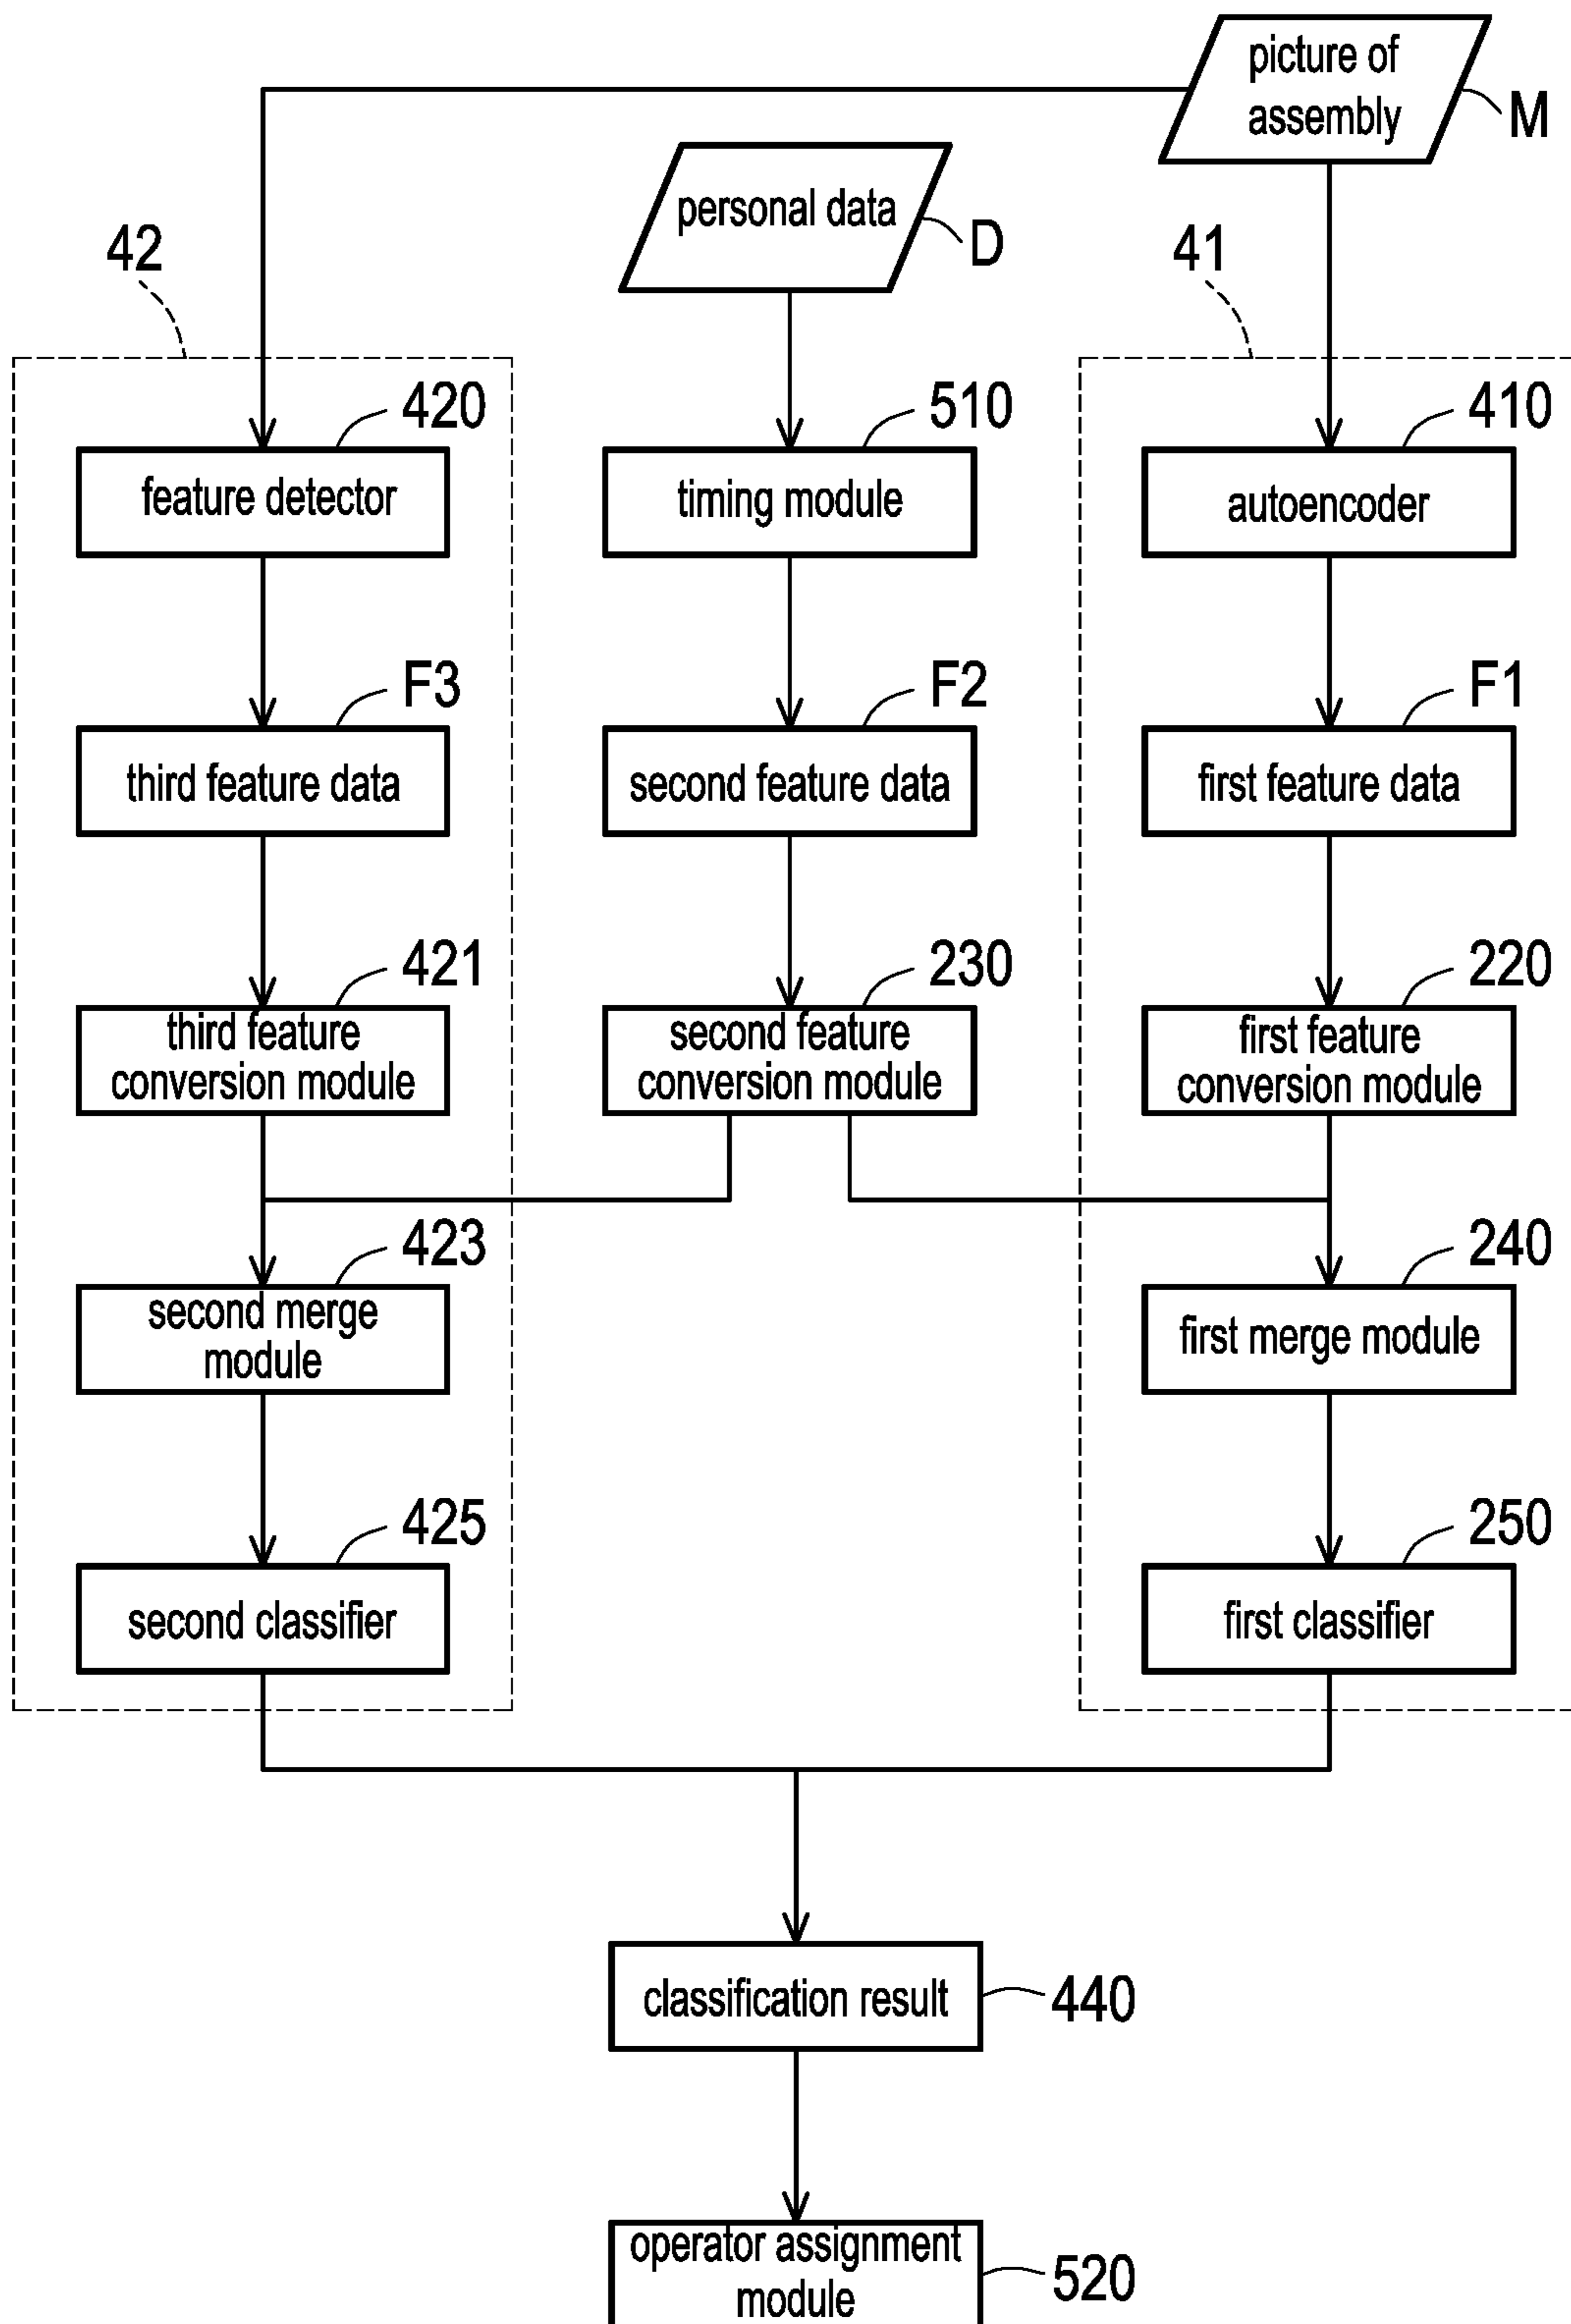 picture of
assembly
M
personal data
D
42
41
420
510
410
feature detector
timing module
autoencoder
F3
F2
F1
third feature data
second feature data
first feature data
421
230
220
third feature
conversion module
second feature
conversion module
first feature
conversion module
423
240
second merge
module
first merge module
425
250
second classifier
first classifier
classification result
440
operator assignment
module
520